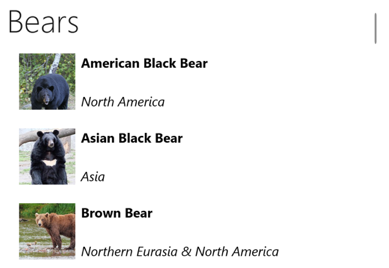 Bears
American Black Bear
North America
Asian Black Bear
Asia
Brown Bear
Northern Eurasia & North America